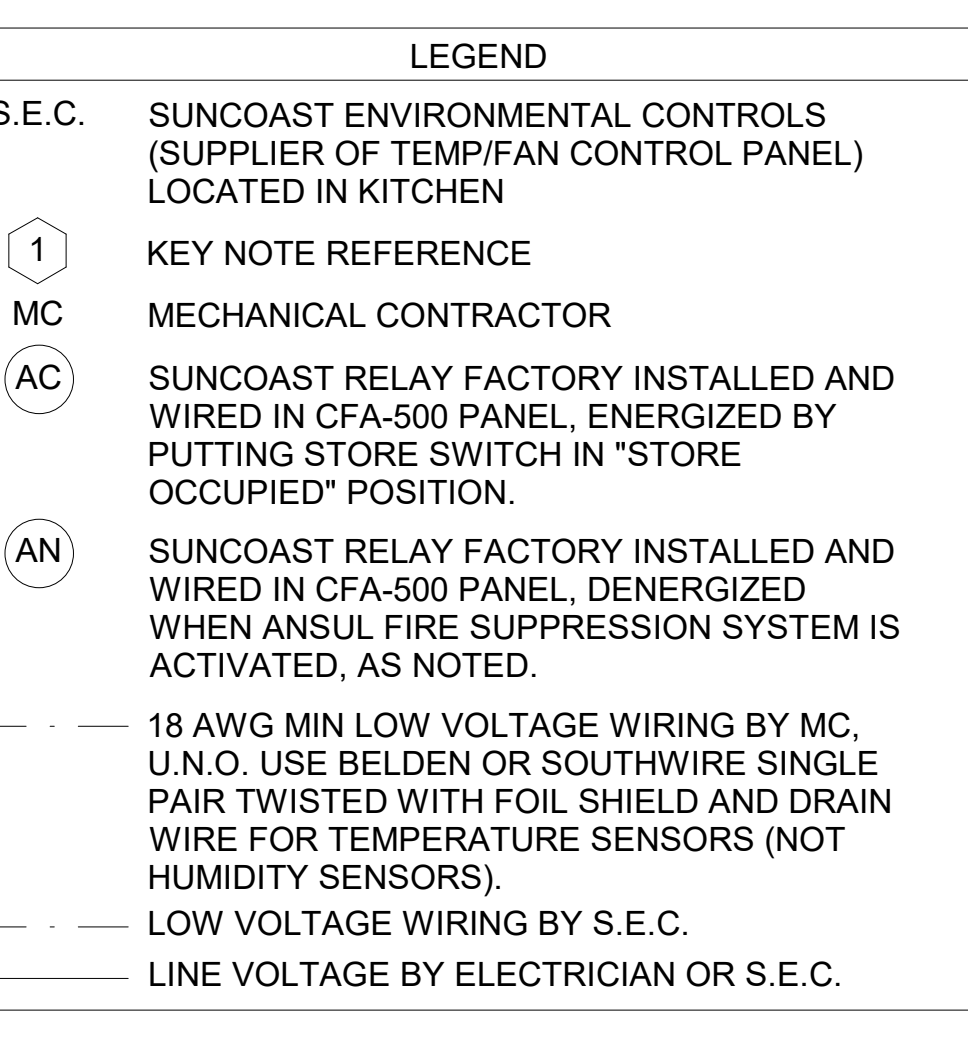 LEGEND
S.E.C. SUNCOAST ENVIRONMENTAL CONTROLS
(SUPPLIER OF TEMP/FAN CONTROL PANEL)
LOCATED IN KITCHEN
1 KEY NOTE REFERENCE
MC MECHANICAL CONTRACTOR
AC SUNCOAST RELAY FACTORY INSTALLED AND
WIRED IN CFA-500 PANEL, ENERGIZED BY
PUTTING STORE SWITCH IN "STORE
OCCUPIED" POSITION.
AN SUNCOAST RELAY FACTORY INSTALLED AND
WIRED IN CFA-500 PANEL, DENERGIZED
WHEN ANSUL FIRE SUPPRESSION SYSTEM IS
ACTIVATED, AS NOTED.
18 AWG MIN LOW VOLTAGE WIRING BY MC,
U.N.O. USE BELDEN OR SOUTHWIRE SINGLE
PAIR TWISTED WITH FOIL SHIELD AND DRAIN
WIRE FOR TEMPERATURE SENSORS (NOT
HUMIDITY SENSORS).
LOW VOLTAGE WIRING BY S.E.C.
LINE VOLTAGE BY ELECTRICIAN OR S.E.C.